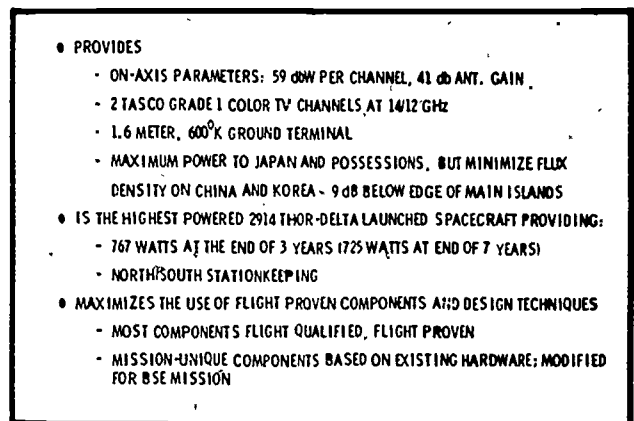 • PROVIDES
- ON-AXIS PARAMETERS: 59 dbW PER CHANNEL, 41 db ANT. GAIN
- 2 TASCO GRADE 1 COLOR TV CHANNELS AT 14/12 GHz
- 1.6 METER, 600°K GROUND TERMINAL
- MAXIMUM POWER TO JAPAN AND POSSESSIONS, BUT MINIMIZE FLUX
DENSITY ON CHINA AND KOREA - 9 dB BELOW EDGE OF MAIN ISLANDS
• IS THE HIGHEST POWERED 2914 THOR-DELTA LAUNCHED SPACECRAFT PROVIDING:
- 767 WATTS AT THE END OF 3 YEARS (725 WATTS AT END OF 7 YEARS)
- NORTH/SOUTH STATIONKEEPING
• MAXIMIZES THE USE OF FLIGHT PROVEN COMPONENTS AND DESIGN TECHNIQUES
- MOST COMPONENTS FLIGHT QUALIFIED, FLIGHT PROVEN
- MISSION-UNIQUE COMPONENTS BASED ON EXISTING HARDWARE; MODIFIED
FOR BSE MISSION